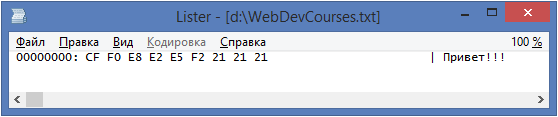 Lister - [d:\WebDevCourses.txt]
Файл Правка Вид Кодировка Справка 100 %
00000000: CF F0 E8 E2 E5 F2 21 21 21 | Привет!!!